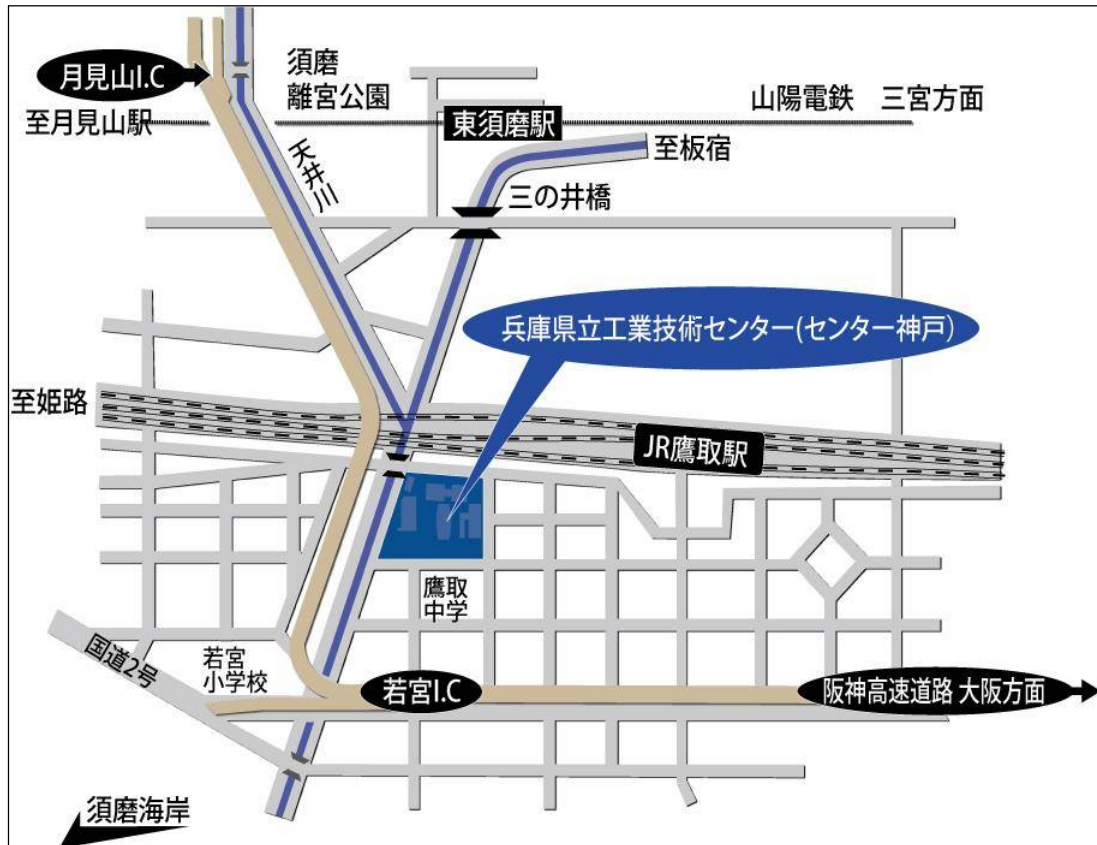 月見山I.C
須磨
離宮公園
山陽電鉄 三宮方面
至月見山駅
東須磨駅
至板宿
天井川
三の井橋
兵庫県立工業技術センター(センター神戸)
至姫路
JR鷹取駅
鷹取
中学
国道2号
若宮
小学校
若宮I.C
阪神高速道路 大阪方面
須磨海岸